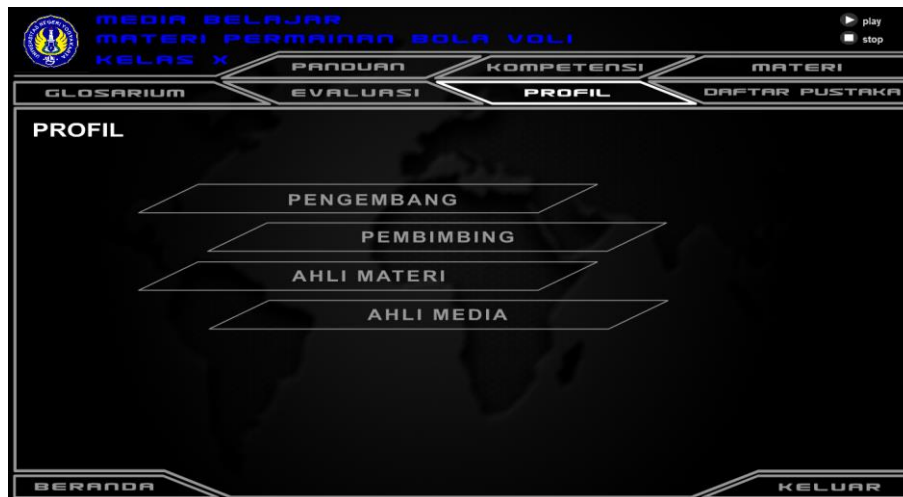 MEDIA BELAJAR
MATERI PERMAINAN BOLA VOLI
KELAS X
play
stop
PANDUAN
KOMPETENSI
MATERI
GLOSARIUM
EVALUASI
PROFIL
DAFTAR PUSTAKA
PROFIL
PENGEMBANG
PEMBIMBING
AHLI MATERI
AHLI MEDIA
BERANDA
KELUAR